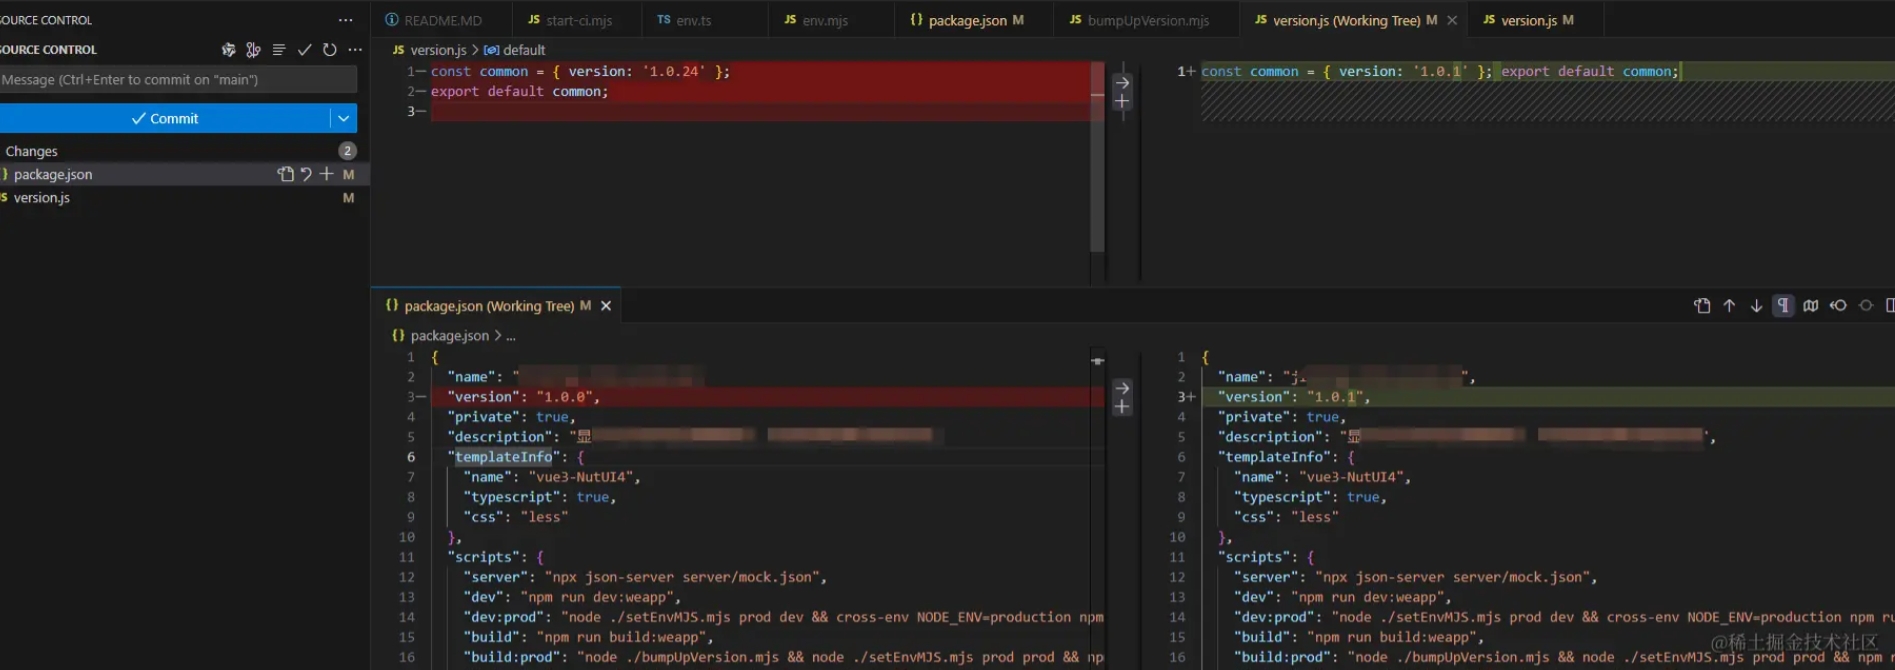 SOURCE CONTROL
SOURCE CONTROL
Message (Ctrl+Enter to commit on "main")
Commit
Changes 2
package.json M
version.js M
README.MD
JS start-ci.mjs
TS env.ts
JS env.mjs
{} package.json M
JS bumpUpVersion.mjs
JS version.js (Working Tree) M
JS version.js M
JS version.js > default
1 const common = { version: '1.0.24' };
2 export default common;
3
1 const common = { version: '1.0.1' }; export default common;
{} package.json (Working Tree) M
{} package.json > ...
1 {
2 "name": "
3 "version": "1.0.0",
4 "private": true,
5 "description": "
6 "templateInfo": {
7 "name": "vue3-NutUI4",
8 "typescript": true,
9 "css": "less"
10 },
11 "scripts": {
12 "server": "npx json-server server/mock.json",
13 "dev": "npm run dev:weapp",
14 "dev:prod": "node ./setEnvMJS.mjs prod dev && cross-env NODE_ENV=production npm
15 "build": "npm run build:weapp",
16 "build:prod": "node ./bumpUpVersion.mjs && node ./setEnvMJS.mjs prod prod && np
1 {
2 "name": "j
",
3 "version": "1.0.1",
4 "private": true,
5 "description": "
",
6 "templateInfo": {
7 "name": "vue3-NutUI4",
8 "typescript": true,
9 "css": "less"
10 },
11 "scripts": {
12 "server": "npx json-server server/mock.json",
13 "dev": "npm run dev:weapp",
14 "dev:prod": "node ./setEnvMJS.mjs prod dev && cross-env NODE_ENV=production npm ru
15 "build": "npm run build:weapp",
16 "build:prod": "node ./bumpUpVersion.mjs && node ./setEnvMJS.mjs prod prod && npm
@稀土掘金技术社区